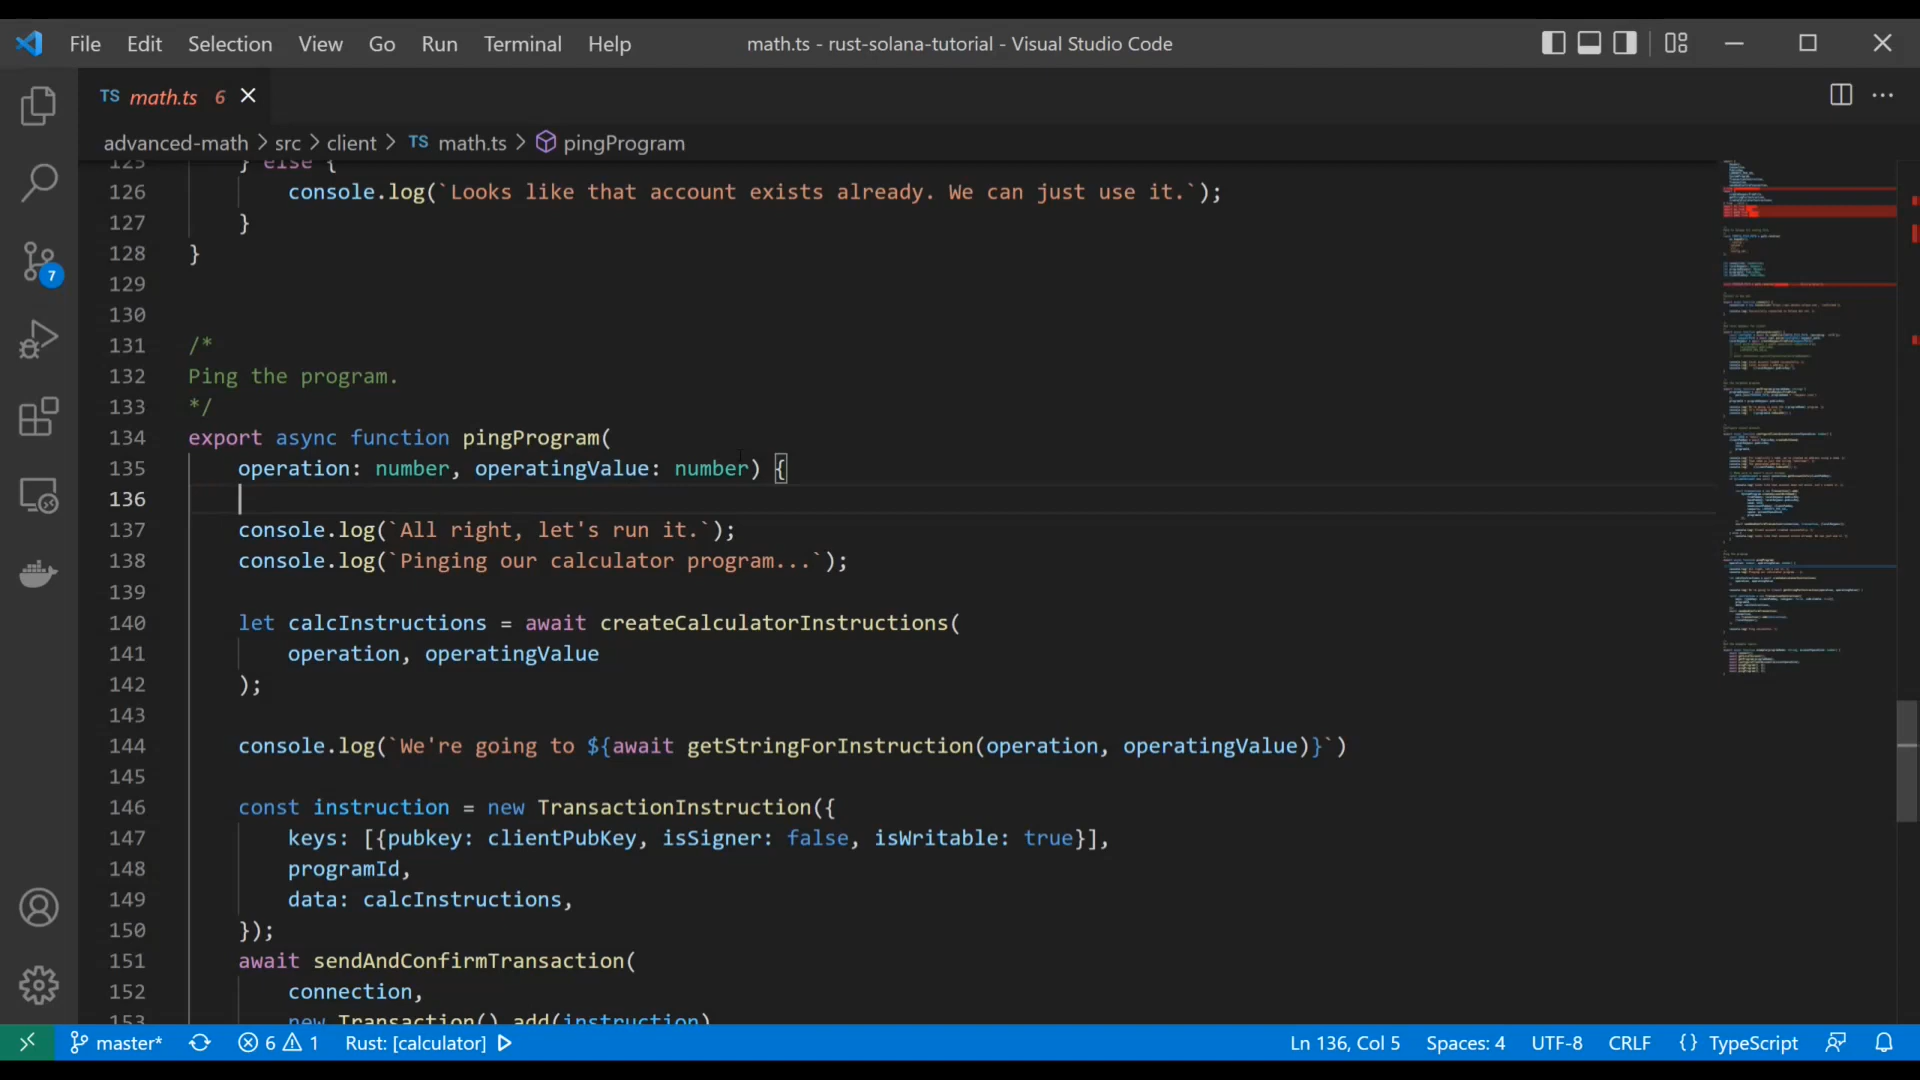 File Edit Selection View Go Run Terminal Help math.ts - rust-solana-tutorial - Visual Studio Code
TS math.ts 6
advanced-math > src > client > TS math.ts > pingProgram
125 } else {
126 console.log(`Looks like that account exists already. We can just use it.`);
127 }
128 }
129
130
131 /*
132 Ping the program.
133 */
134 export async function pingProgram(
135 operation: number, operatingValue: number) {
136
137 console.log(`All right, let's run it.`);
138 console.log(`Pinging our calculator program...`);
139
140 let calcInstructions = await createCalculatorInstructions(
141 operation, operatingValue
142 );
143
144 console.log(`We're going to ${await getStringForInstruction(operation, operatingValue)}`)
145
146 const instruction = new TransactionInstruction({
147 keys: [{pubkey: clientPubKey, isSigner: false, isWritable: true}],
148 programId,
149 data: calcInstructions,
150 });
151 await sendAndConfirmTransaction(
152 connection,
153 new Transaction().add(instruction)
7
master* 6 1 Rust: [calculator] Ln 136, Col 5 Spaces: 4 UTF-8 CRLF {} TypeScript